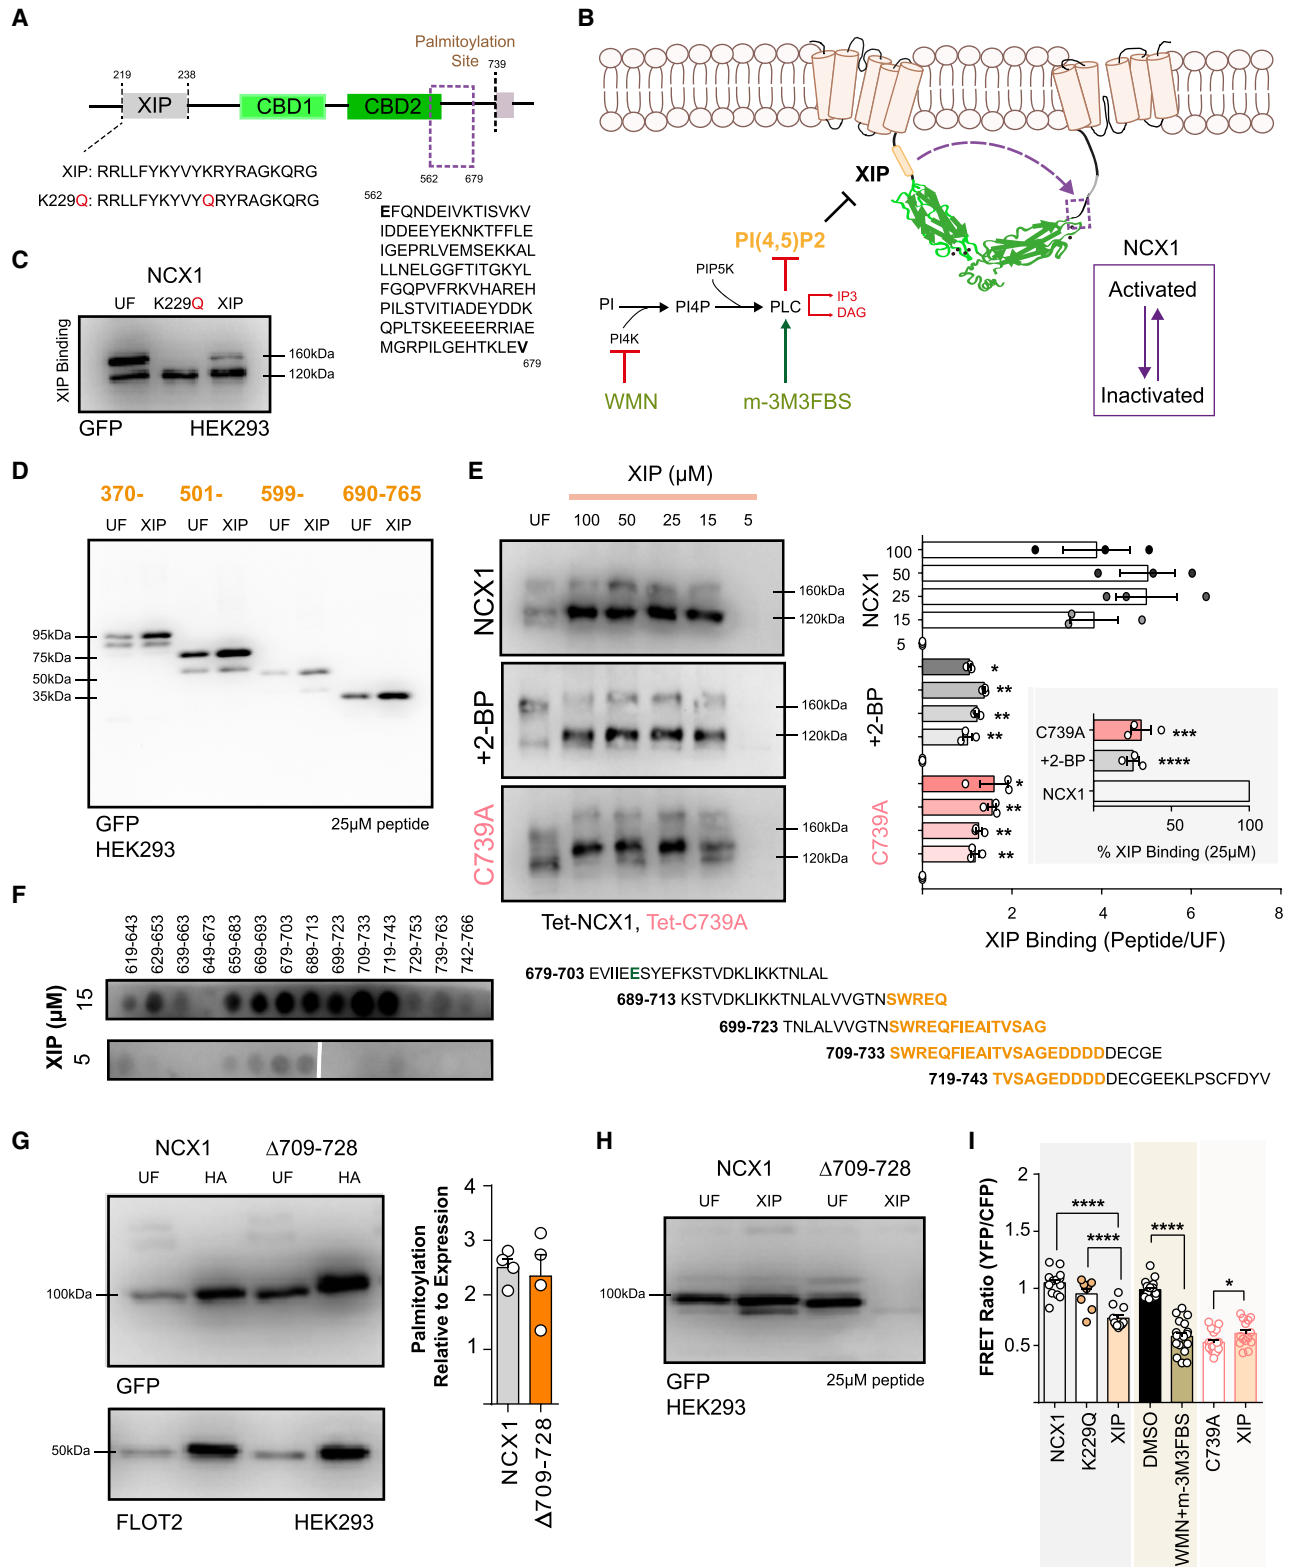 A
Palmitoylation
Site
219
238
739
XIP
CBD1
CBD2
562
679
XIP: RRLLFYKYVYKRYRAGKQRG
K229Q: RRLLFYKYVYQRYRAGKQRG
562
EFQNDEIVKTISVKV
IDDEEYEKNKTFFLE
IGEPRLVEMSEKKAL
LLNELGGFTITGKYL
FGQPVFRKVHAREH
PILSTVITIADEYDDK
QPLTSKEEEERRIAE
MGRPILGEHTKLEV
679
B
XIP
PI(4,5)P2
PIP5K
PI
PI4P
PLC
IP3
DAG
PI4K
WMN
m-3M3FBS
NCX1
Activated
Inactivated
C
NCX1
UF K229Q XIP
XIP Binding
160kDa
120kDa
GFP HEK293
D
370- 501- 599- 690-765
UF XIP UF XIP UF XIP UF XIP
95kDa
75kDa
50kDa
35kDa
GFP
HEK293
25µM peptide
E
XIP (µM)
UF 100 50 25 15 5
NCX1
160kDa
120kDa
+2-BP
160kDa
120kDa
C739A
160kDa
120kDa
Tet-NCX1, Tet-C739A
NCX1
100
50
25
15
5
+2-BP
*
**
**
**
C739A
*
**
**
**
2 4 6 8
XIP Binding (Peptide/UF)
C739A ***
+2-BP ****
NCX1
50 100
% XIP Binding (25µM)
F
619-643
629-653
639-663
649-673
659-683
669-693
679-703
689-713
699-723
709-733
719-743
729-753
739-763
742-766
XIP (µM)
15
5
679-703 EVIIEESYEFKSTVDKLIKKTNLAL
689-713 KSTVDKLIKKTNLALVVGTNSWREQ
699-723 TNLALVVGTNSWREQFIEAITVSAG
709-733 SWREQFIEAITVSAGEDDDDDECGE
719-743 TVSAGEDDDDDECGEEKLPSCFDYV
G
NCX1 Δ709-728
UF HA UF HA
100kDa
GFP
50kDa
FLOT2 HEK293
Palmitoylation
Relative to Expression
4
3
2
1
NCX1
Δ709-728
H
NCX1 Δ709-728
UF XIP UF XIP
100kDa
GFP
HEK293
25µM peptide
I
FRET Ratio (YFP/CFP)
2
1.5
1
0.5
****
****
****
*
NCX1
K229Q
XIP
DMSO
WMN+m-3M3FBS
C739A
XIP